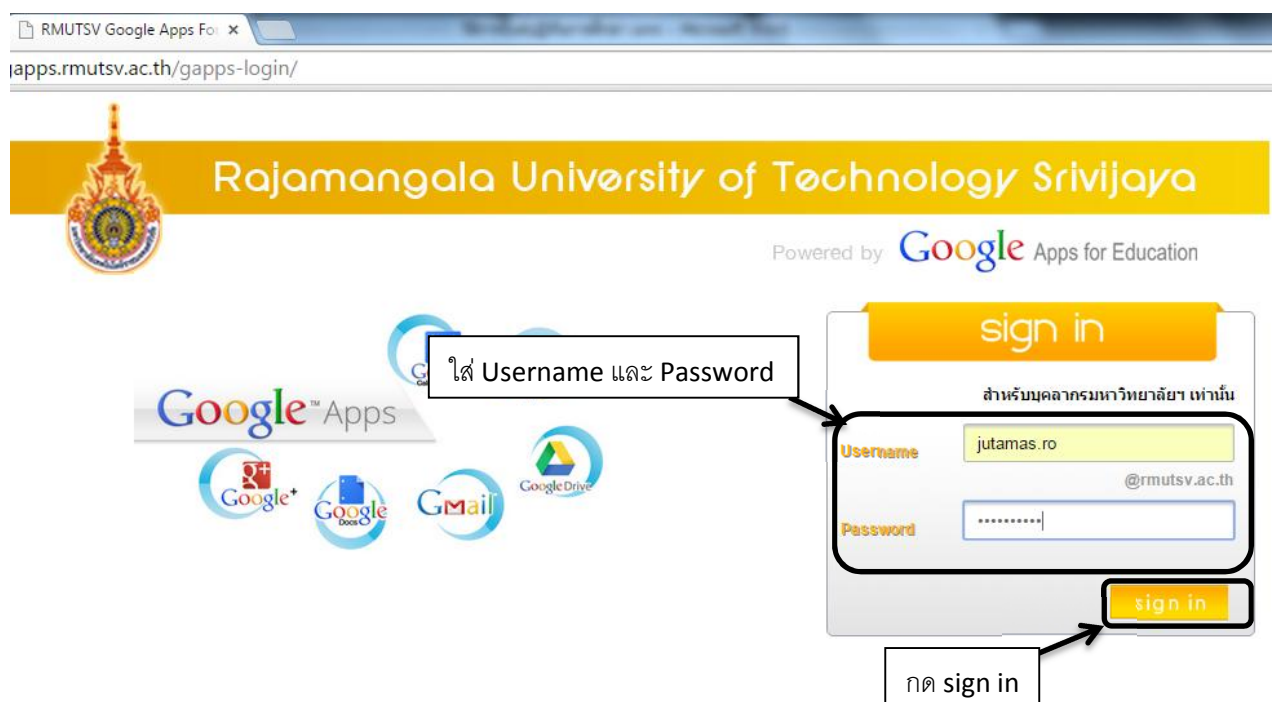 RMUTSV Google Apps For
apps.rmutsv.ac.th/gapps-login/
Rajamangala University of Technology Srivijaya
Powered by Google Apps for Education
sign in
ใส่ Username และ Password
สำหรับบุคลากรมหาวิทยาลัยฯ เท่านั้น
Google™ Apps
Username jutamas.ro
@rmutsv.ac.th
Google+
Google Docs
Gmail
Google Drive
Password ••••••••••
sign in
กด sign in